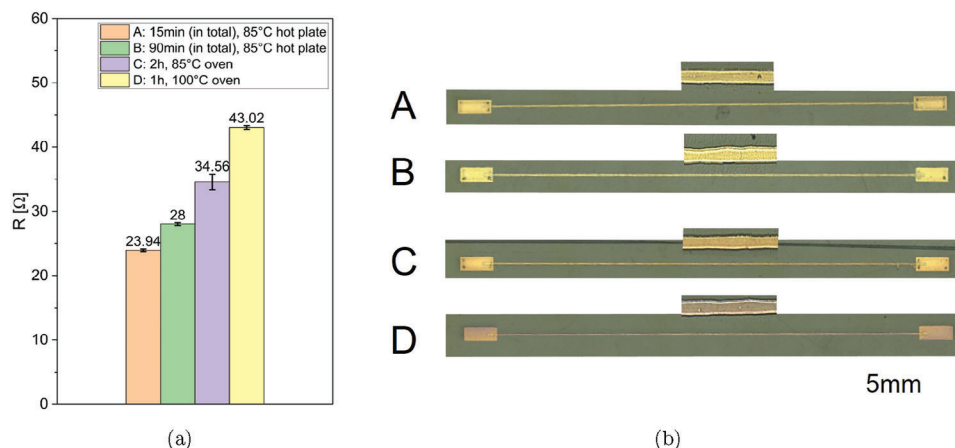 (a)
60
50
40
30
20
10
0
R [Ω]
A: 15min (in total), 85°C hot plate
B: 90min (in total), 85°C hot plate
C: 2h, 85°C oven
D: 1h, 100°C oven
23.94
28
34.56
43.02
(a)
(b)
A
B
C
D
5mm
(b)